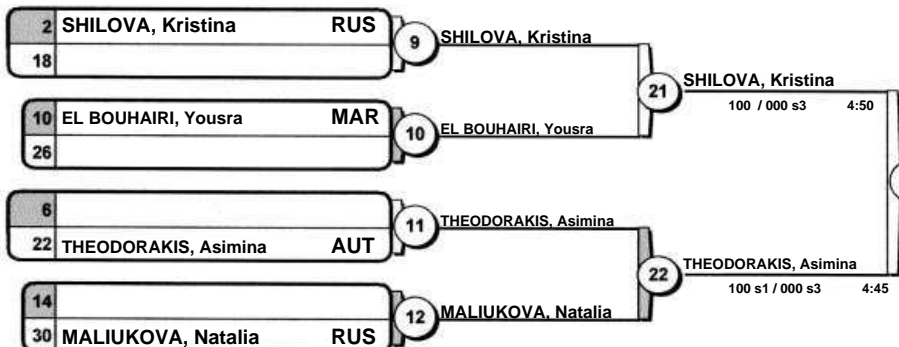 2 SHILOVA, Kristina RUS
18
9
SHILOVA, Kristina
10 EL BOUHAIRI, Yousra MAR
26
10
EL BOUHAIRI, Yousra
21
SHILOVA, Kristina
100 / 000 s3 4:50
6
22 THEODORAKIS, Asimina AUT
11
THEODORAKIS, Asimina
14
30 MALIUKOVA, Natalia RUS
12
MALIUKOVA, Natalia
22
THEODORAKIS, Asimina
100 s1 / 000 s3 4:45